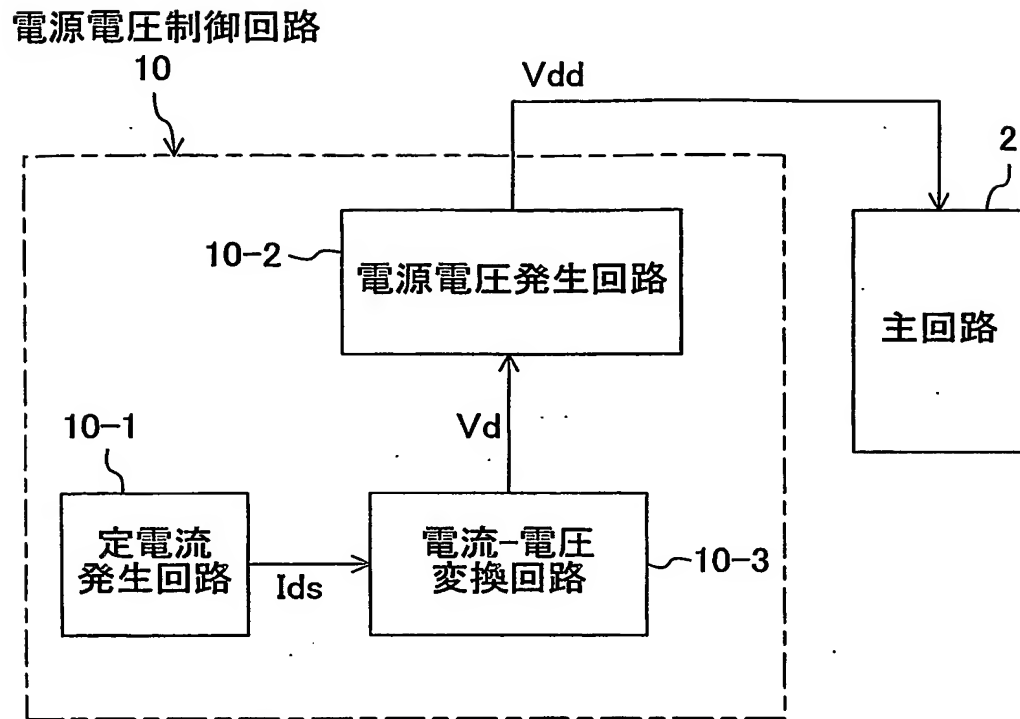 電源電圧制御回路
10
Vdd
2
10-2
電源電圧発生回路
主回路
10-1
Vd
定電流
発生回路
Ids
電流-電圧
変換回路
10-3